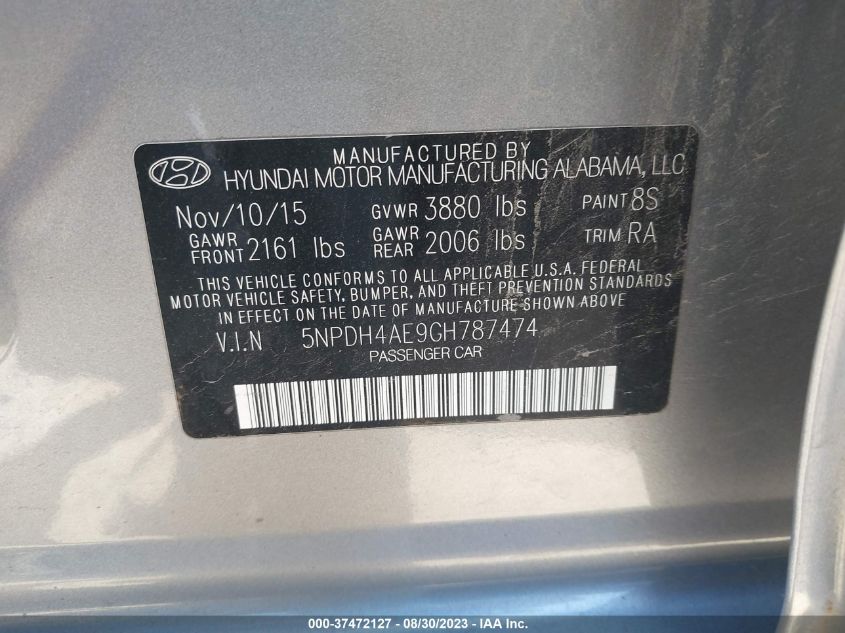 MANUFACTURED BY
HYUNDAI MOTOR MANUFACTURING ALABAMA, LLC
Nov/10/15 GVWR 3880 lbs PAINT 8S
GAWR FRONT 2161 lbs GAWR REAR 2006 lbs TRIM RA
THIS VEHICLE CONFORMS TO ALL APPLICABLE U.S.A. FEDERAL
MOTOR VEHICLE SAFETY, BUMPER, AND THEFT PREVENTION STANDARDS
IN EFFECT ON THE DATE OF MANUFACTURE SHOWN ABOVE
V.I.N 5NPDH4AE9GH787474
PASSENGER CAR
000-37472127 - 08/30/2023 - IAA Inc.